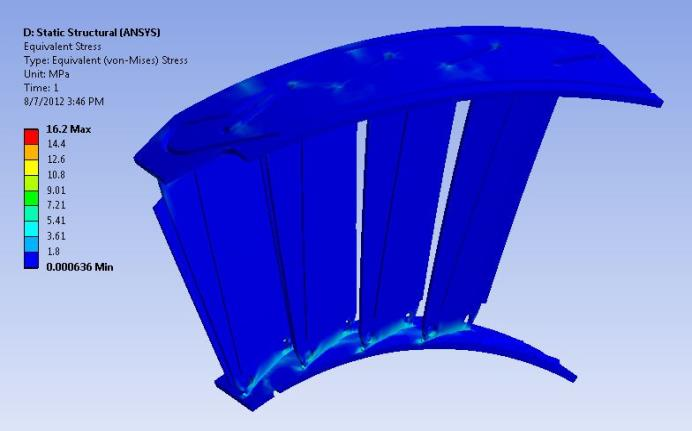 D: Static Structural (ANSYS)
Equivalent Stress
Type: Equivalent (von-Mises) Stress
Unit: MPa
Time: 1
8/7/2012 3:46 PM
16.2 Max
14.4
12.6
10.8
9.01
7.21
5.41
3.61
1.8
0.000636 Min